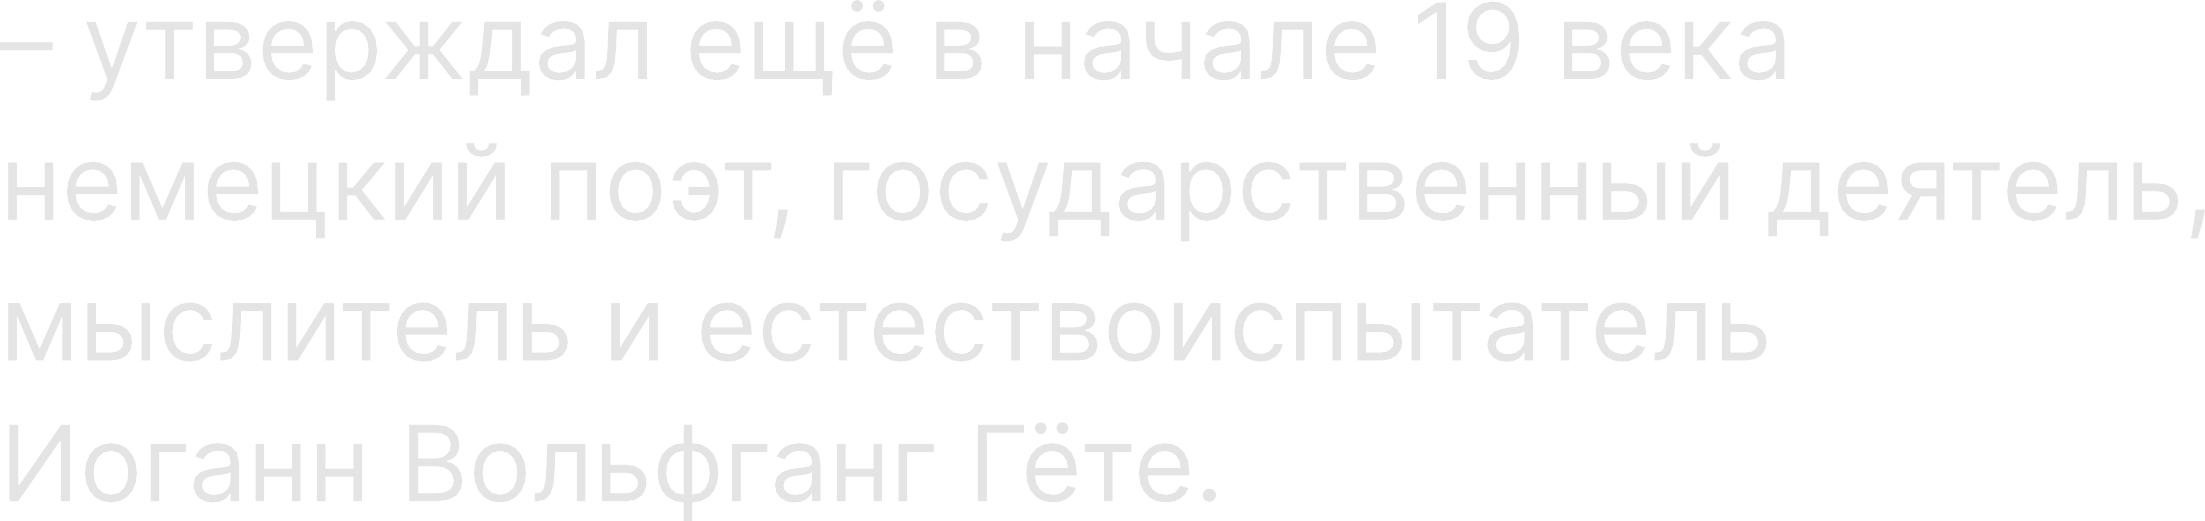 – утверждал ещё в начале 19 века
немецкий поэт, государственный деятель,
мыслитель и естествоиспытатель
Иоганн Вольфганг Гёте.